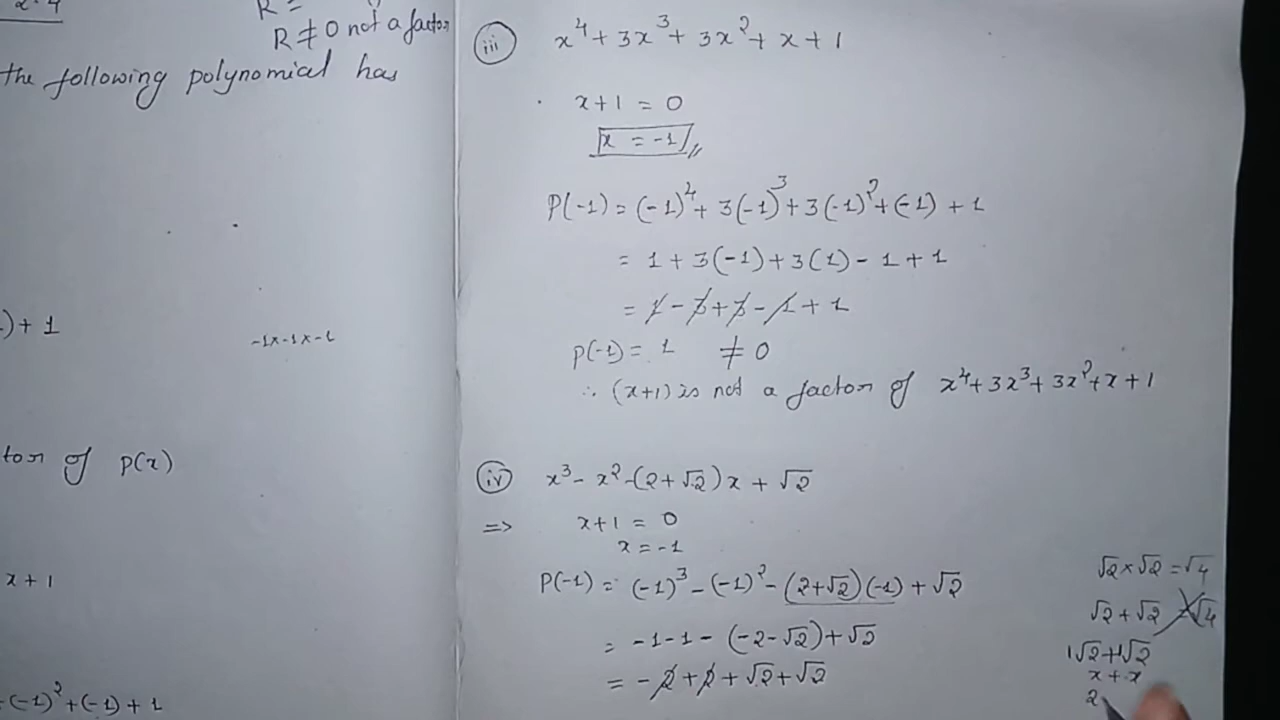 R =
R ≠ 0 not a factor
the following polynomial has
) + 1
-1x-1x-1
tor of P(x)
x + 1
(-1)² + (-1) + 1
(iii) x⁴ + 3x³ + 3x² + x + 1
x + 1 = 0
x = -1
P(-1) = (-1)⁴ + 3(-1)³ + 3(-1)² + (-1) + 1
= 1 + 3(-1) + 3(1) - 1 + 1
= 1 - 3 + 3 - 1 + 1
P(-1) = 1 ≠ 0
∴ (x+1) is not a factor of x⁴ + 3x³ + 3x² + x + 1
(iv) x³ - x² - (2+√2)x + √2
=> x + 1 = 0
x = -1
P(-1) = (-1)³ - (-1)² - (2+√2)(-1) + √2
= -1 - 1 - (-2 - √2) + √2
= -2 + 2 + √2 + √2
√2 × √2 = √4
√2 + √2 = √4
1√2 + 1√2
x + x
2